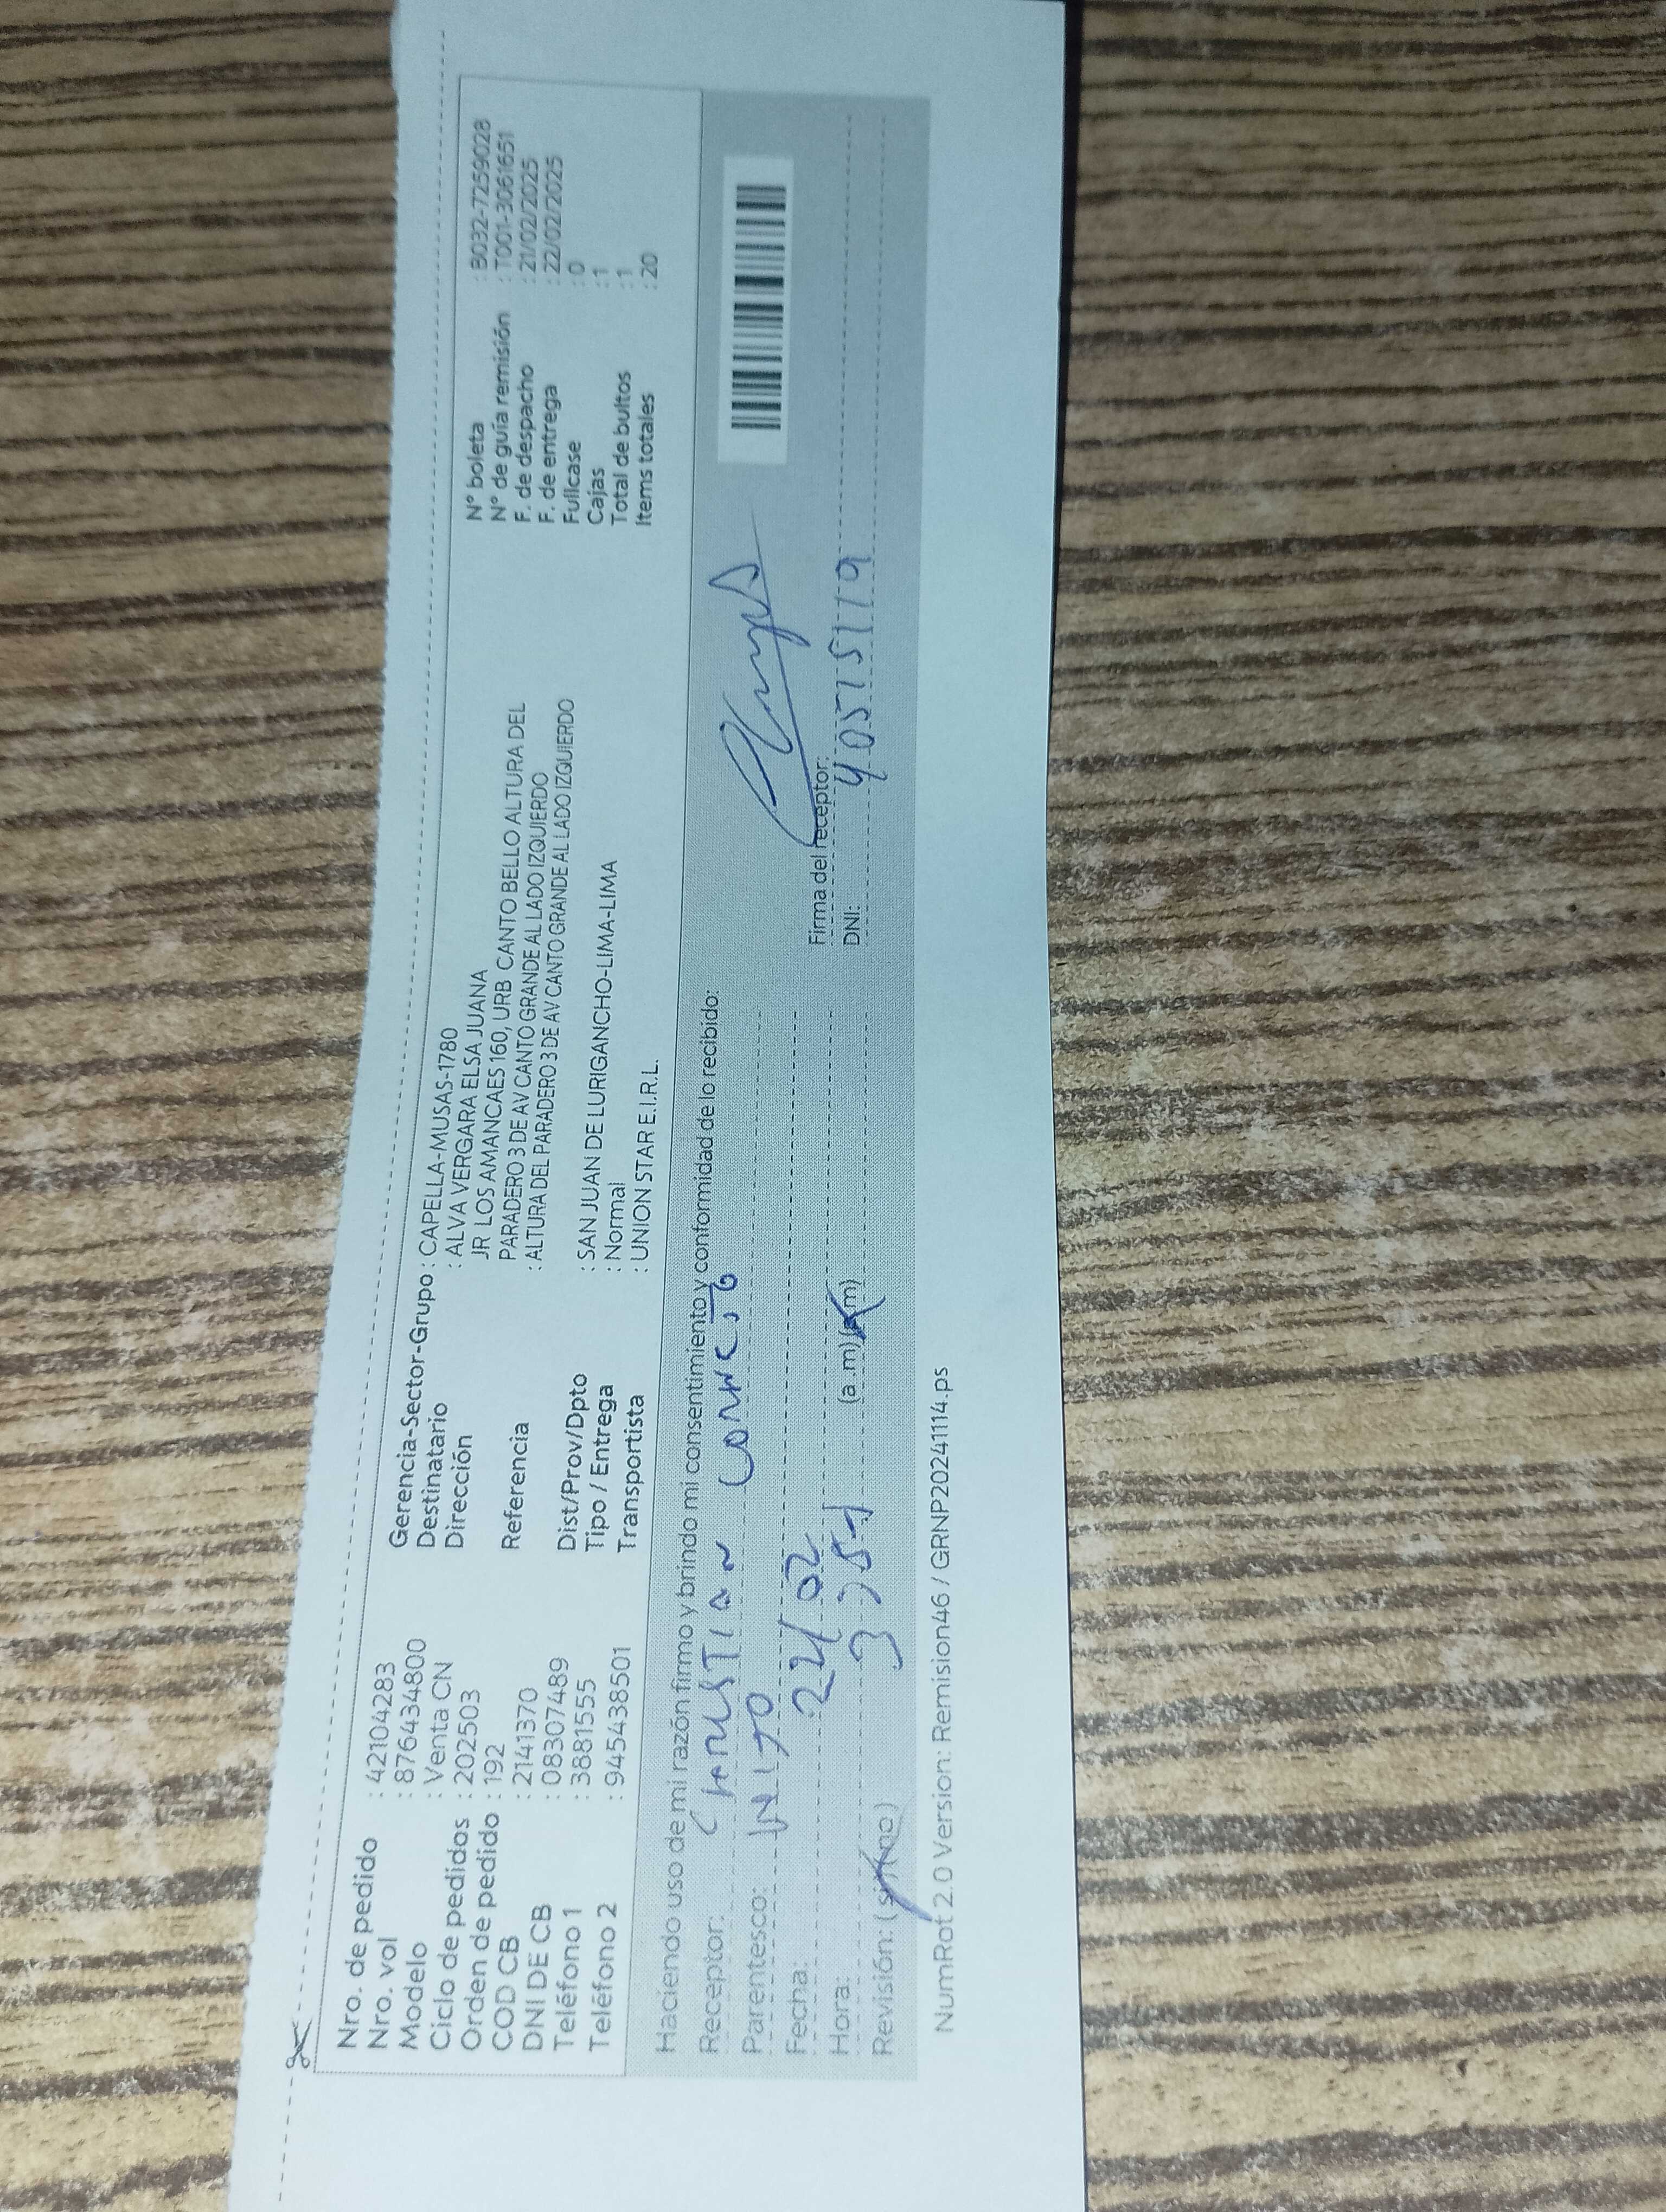 Nro. de pedido : 42104283
Nro. vol : 8764348 00
Modelo : Venta CN
Ciclo de pedidos : 202503
Orden de pedido : 192
COD CB : 2141370
DNI DE CB : 08307489
Teléfono 1 : 3881555
Teléfono 2 : 945438501
Gerencia-Sector-Grupo : CAPELLA-MUSAS-1780
Destinatario : ALVA VERGARA ELSA JUANA
Dirección JR LOS AMANCAES 160, URB CANTO BELLO ALTURA DEL
PARADERO 3 DE AV CANTO GRANDE AL LADO IZQUIERDO
Referencia : ALTURA DEL PARADERO 3 DE AV CANTO GRANDE AL LADO IZQUIERDO
Dist/Prov/Dpto : SAN JUAN DE LURIGANCHO-LIMA-LIMA
Tipo / Entrega : Normal
Transportista : UNION STAR E.I.R.L.
N° boleta : B032-7259028
N° de guía remisión : T001-3061651
F. de despacho : 21/02/2025
F. de entrega : 22/02/2025
Fullcase : 0
Cajas : 1
Total de bultos : 1
Items totales : 20
Haciendo uso de mi razón firmo y brindo mi consentimiento y conformidad de lo recibido:
Receptor:
Parentesco:
Fecha: 22/02
Hora: (a.m) (p.m)
Revisión: (si/no)
Firma del receptor:
DNI:
NumRot 2.0 Version: Remision46 / GRNP20241114.ps